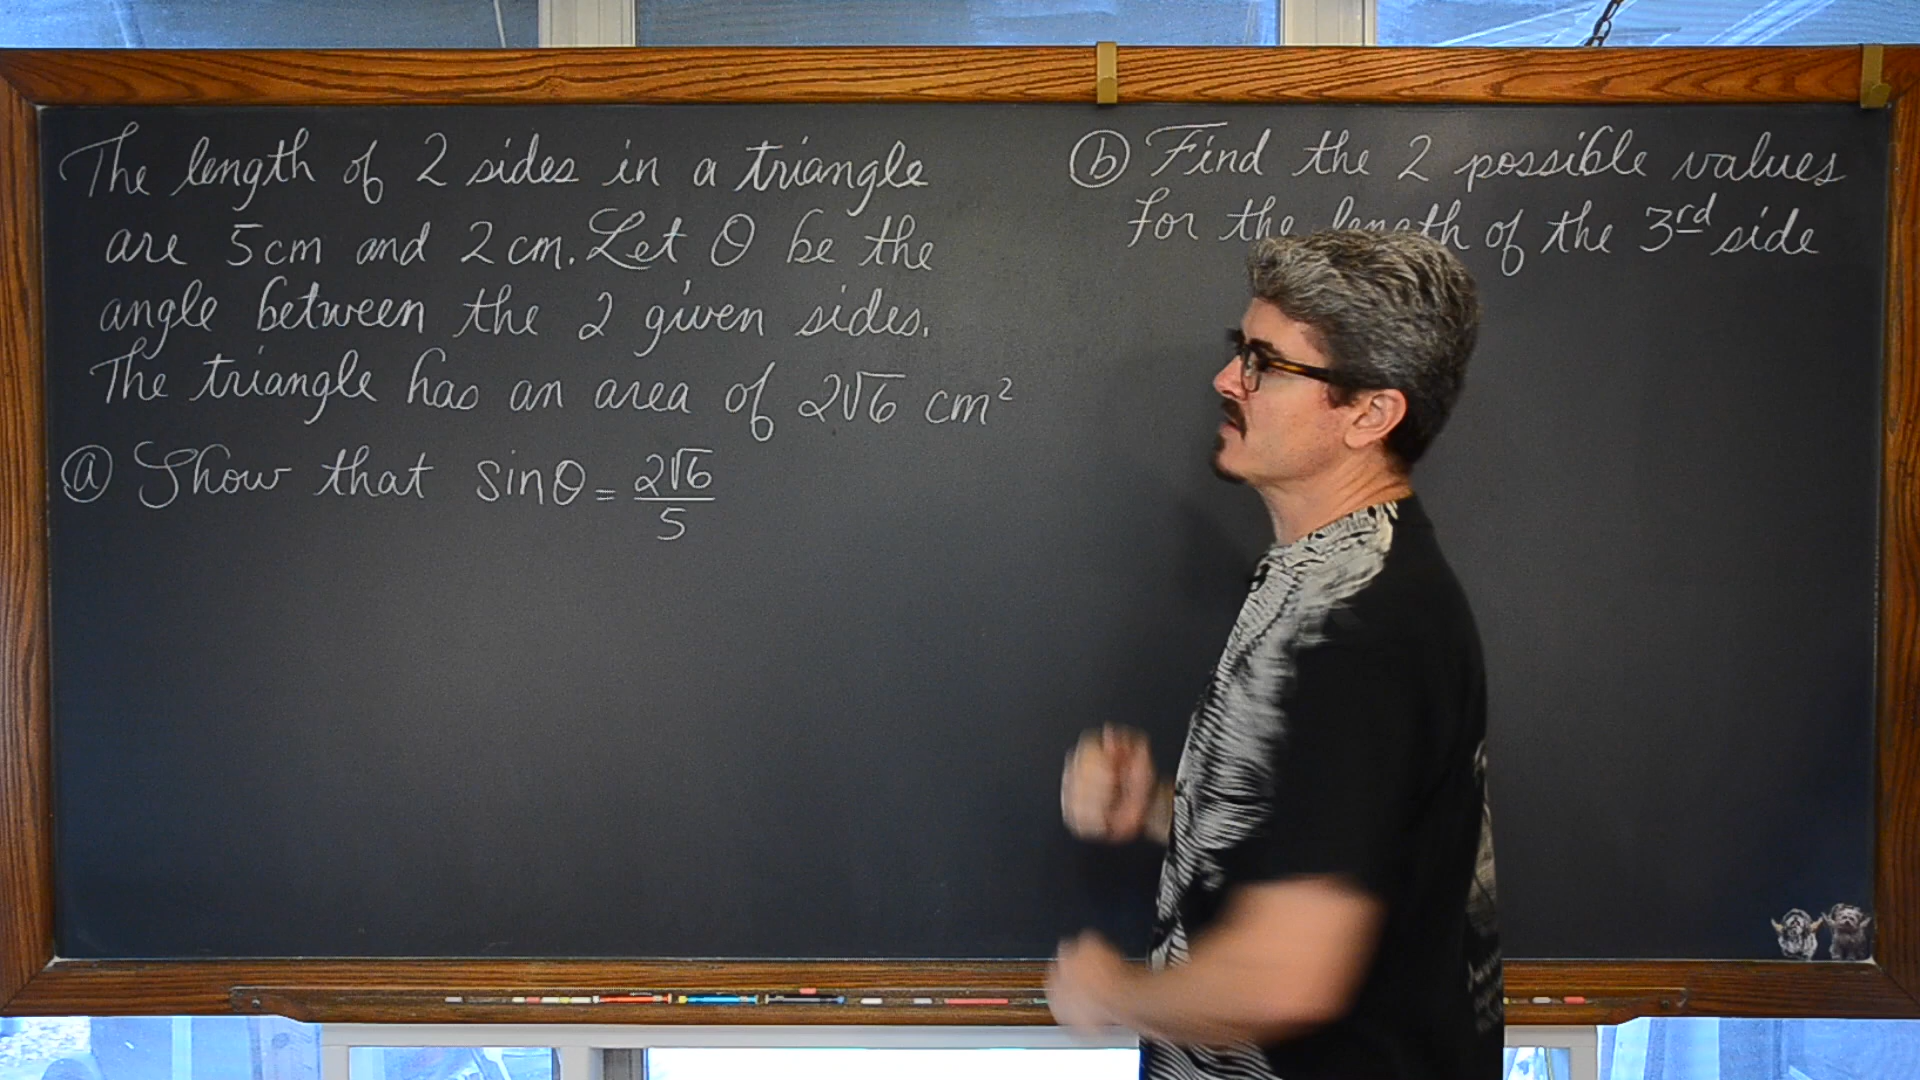 The length of 2 sides in a triangle
are 5cm and 2cm. Let θ be the
angle between the 2 given sides.
The triangle has an area of 2√6 cm²
ⓐ Show that sinθ = 2√6/5
ⓑ Find the 2 possible values
for the length of the 3rd side